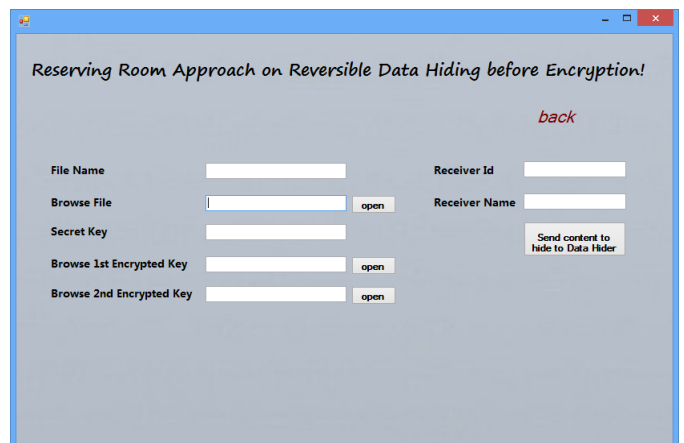 Reserving Room Approach on Reversible Data Hiding before Encryption!
back
File Name
Receiver Id
Browse File
open
Receiver Name
Secret Key
Send content to
hide to Data Hider
Browse 1st Encrypted Key
open
Browse 2nd Encrypted Key
open